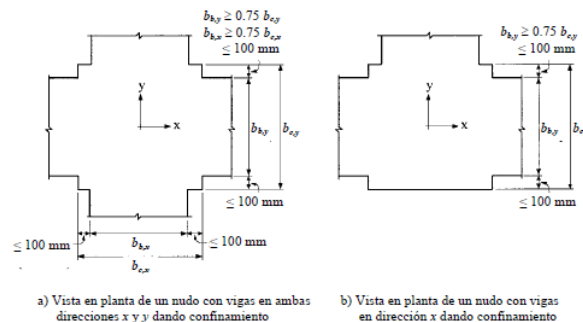 b_b,y ≥ 0.75 b_c,y
b_b,x ≥ 0.75 b_c,x
≤ 100 mm
y
x
b_b,y
b_c,y
≤ 100 mm
≤ 100 mm
b_b,x
≤ 100 mm
b_c,x
a) Vista en planta de un nudo con vigas en ambas
direcciones x y y dando confinamiento
b_b,y ≥ 0.75 b_c,y
≤ 100 mm
y
x
b_b,y
≤ 100 mm
b) Vista en planta de un nudo con vigas
en dirección x dando confinamiento